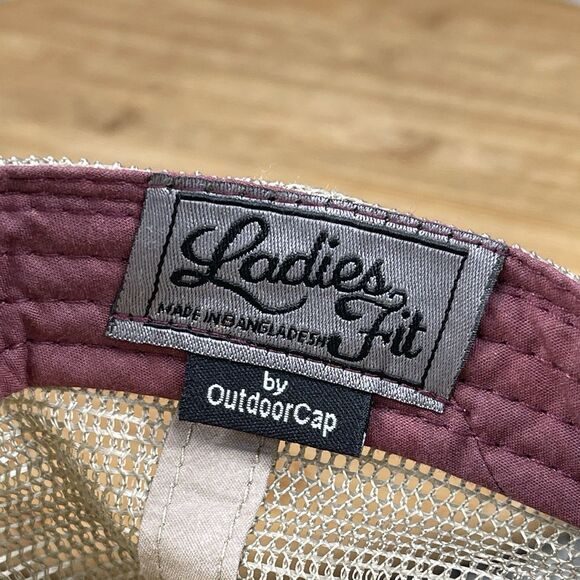 Ladies Fit
MADE IN BANGLADESH
by
OutdoorCap